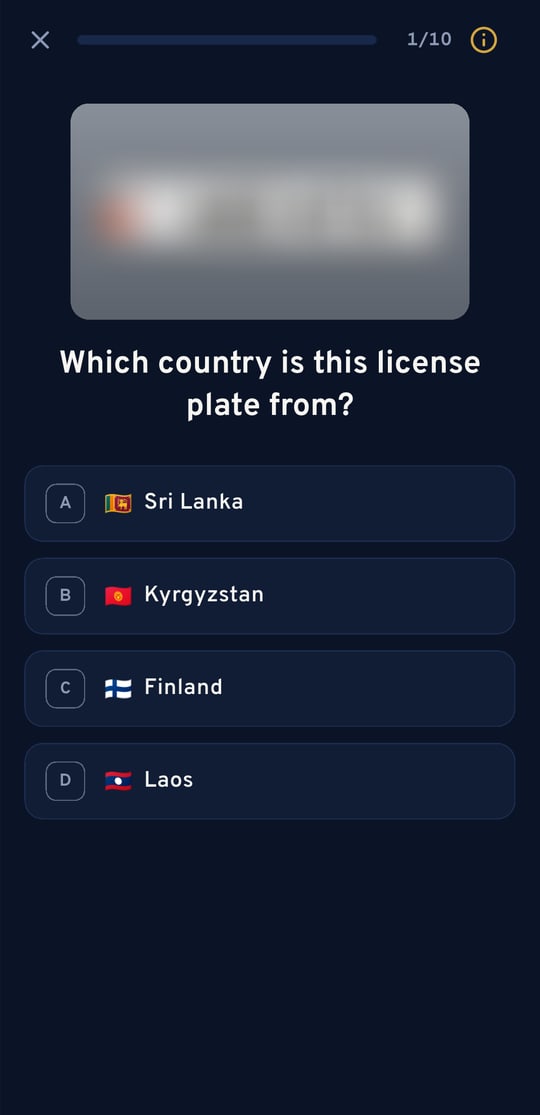 1/10
Which country is this license
plate from?
A Sri Lanka
B Kyrgyzstan
C Finland
D Laos